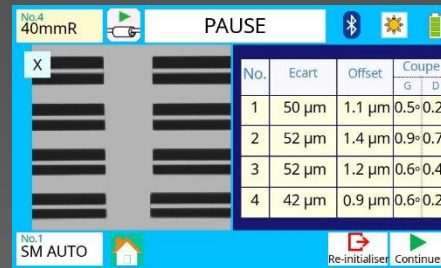 No.4
40mmR
PAUSE
X
No. Ecart Offset Coupe
G D
1 50 µm 1.1 µm 0.5° 0.2
2 52 µm 1.4 µm 0.9° 0.7
3 52 µm 1.2 µm 0.6° 0.4
4 42 µm 0.9 µm 0.6° 0.2
No.1
SM AUTO
Re-initialiser Continue